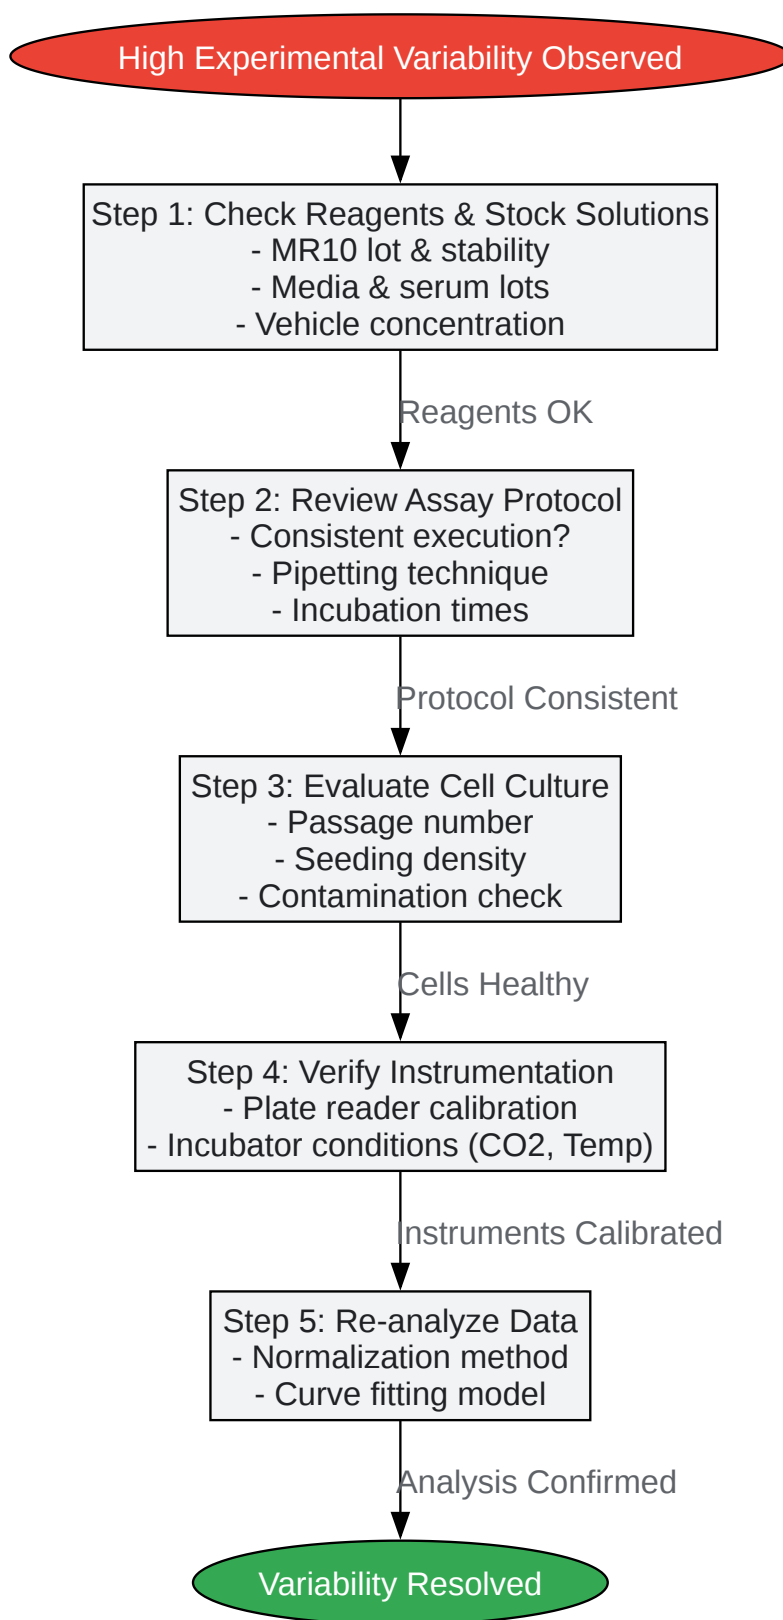 High Experimental Variability Observed
Step 1: Check Reagents & Stock Solutions
- MR10 lot & stability
- Media & serum lots
- Vehicle concentration
Reagents OK
Step 2: Review Assay Protocol
- Consistent execution?
- Pipetting technique
- Incubation times
Protocol Consistent
Step 3: Evaluate Cell Culture
- Passage number
- Seeding density
- Contamination check
Cells Healthy
Step 4: Verify Instrumentation
- Plate reader calibration
- Incubator conditions (CO2, Temp)
Instruments Calibrated
Step 5: Re-analyze Data
- Normalization method
- Curve fitting model
Analysis Confirmed
Variability Resolved